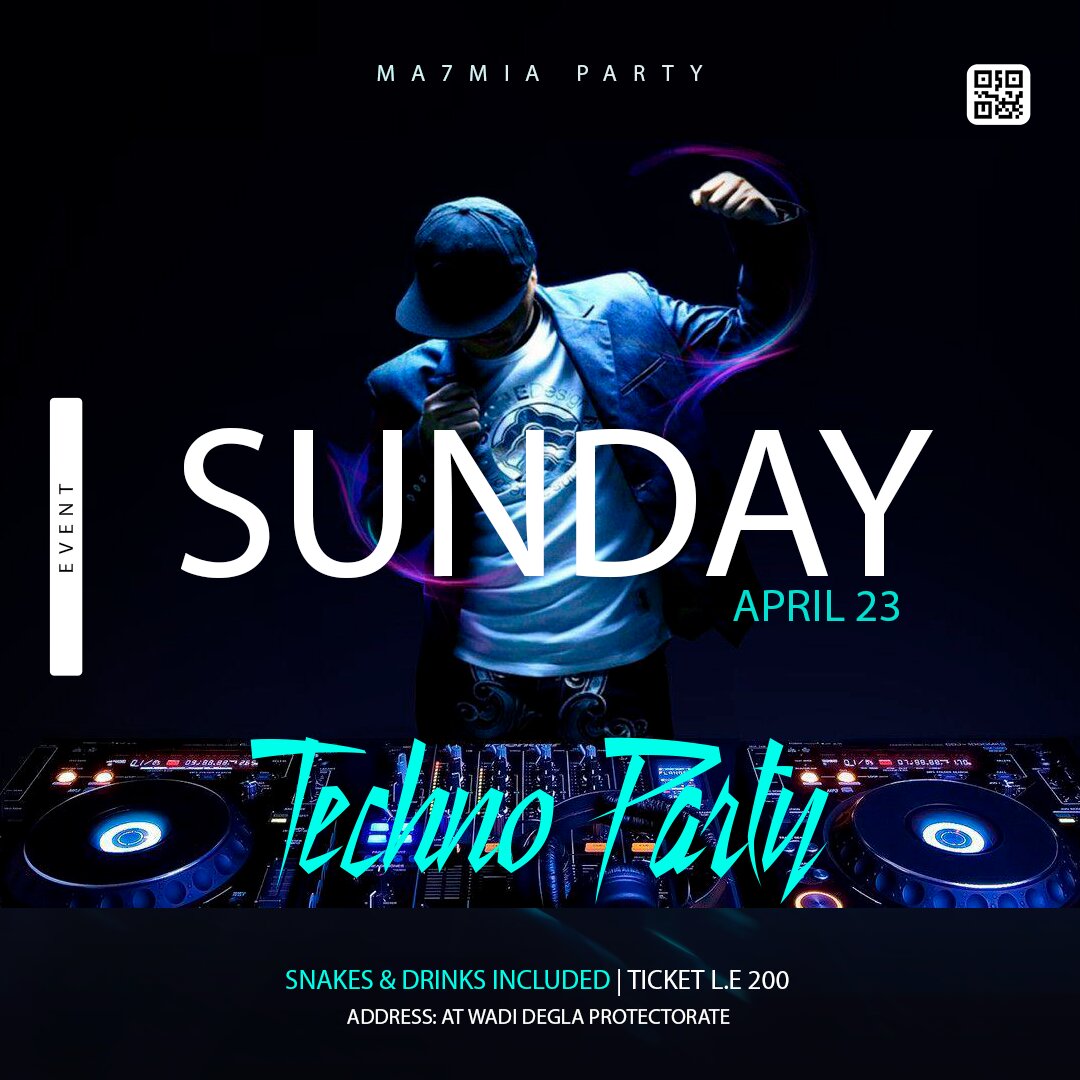 MA7MIA PARTY
EVENT
SUNDAY
APRIL 23
Techno Party
SNAKES & DRINKS INCLUDED | TICKET L.E 200
ADDRESS: AT WADI DEGLA PROTECTORATE